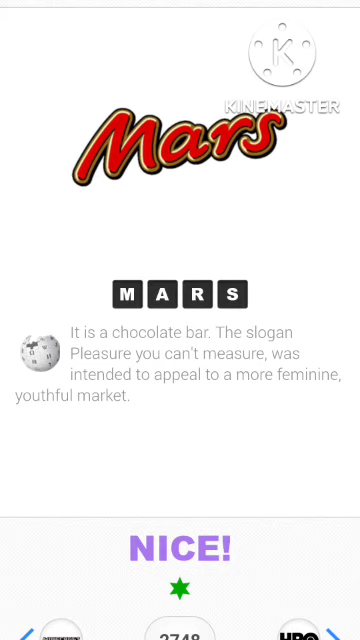 K
KINEMASTER
Mars
MARS
It is a chocolate bar. The slogan
Pleasure you can't measure, was
intended to appeal to a more feminine,
youthful market.
NICE!
2748
HBO